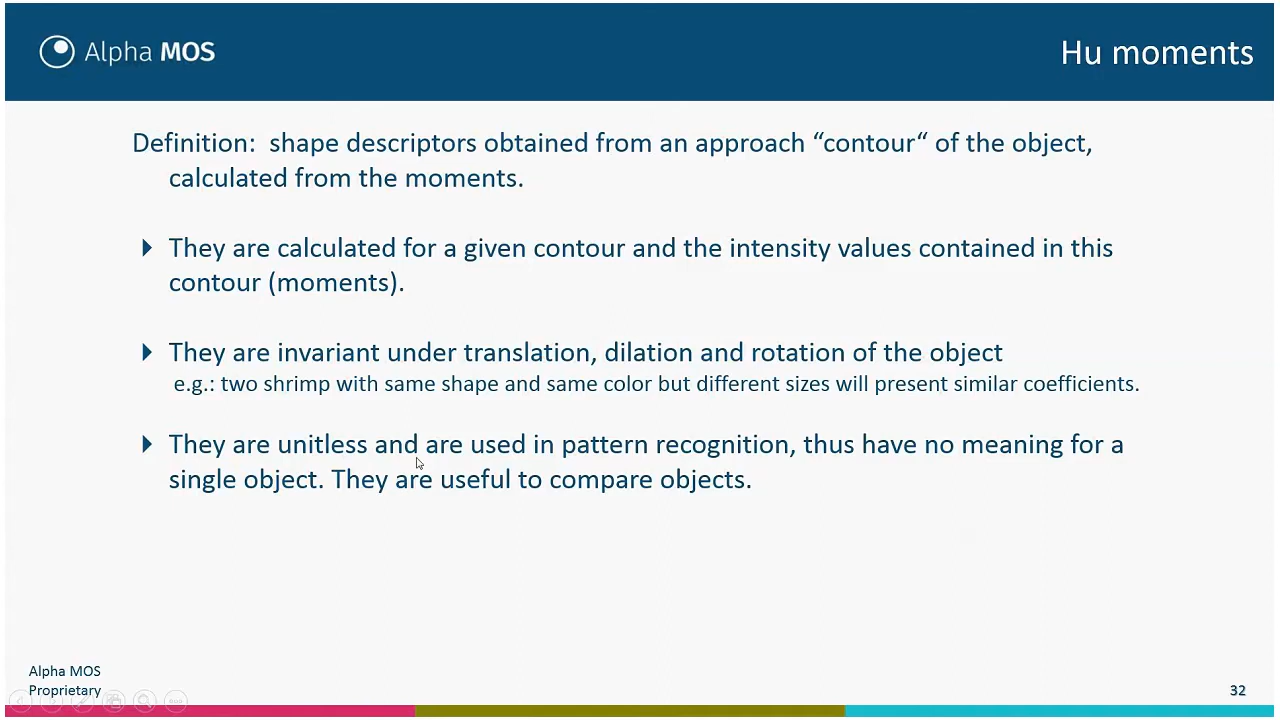 Alpha MOS
Hu moments
Definition:  shape descriptors obtained from an approach “contour“ of the object,
calculated from the moments.
They are calculated for a given contour and the intensity values contained in this
contour (moments).
They are invariant under translation, dilation and rotation of the object
e.g.: two shrimp with same shape and same color but different sizes will present similar coefficients.
They are unitless and are used in pattern recognition, thus have no meaning for a
single object. They are useful to compare objects.
Alpha MOS
Proprietary
32